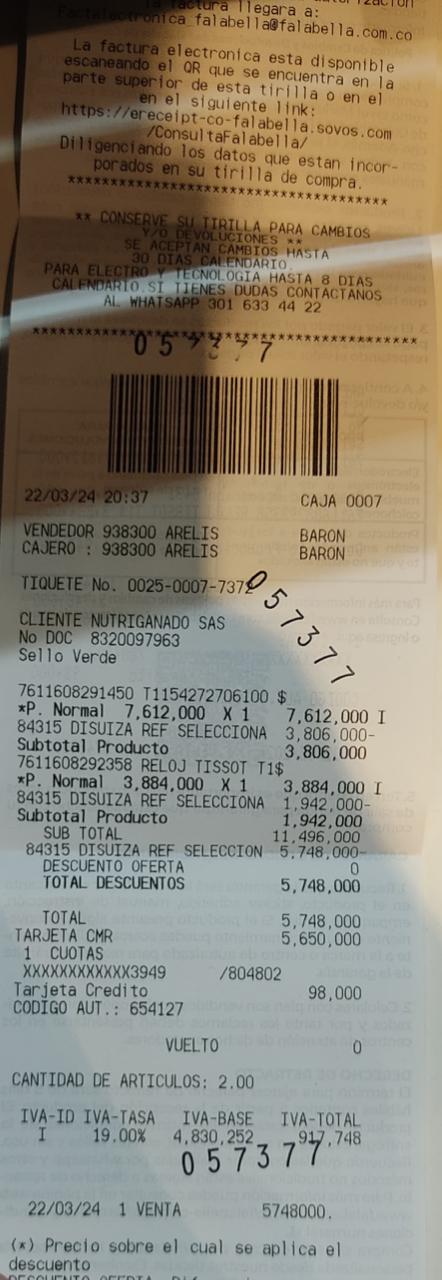 la factura llegara a:
Factelectronica_falabella@falabella.com.co
La factura electronica esta disponible
escaneando el QR que se encuentra en la
parte superior de esta tirilla o en el
en el siguiente link:
https://ereceipt-co-falabella.sovos.com
/ConsultaFalabella/
Diligenciando los datos que estan incor-
porados en su tirilla de compra.
****************************************
** CONSERVE SU TIRILLA PARA CAMBIOS
Y/O DEVOLUCIONES **
SE ACEPTAN CAMBIOS HASTA
30 DIAS CALENDARIO.
PARA ELECTRO Y TECNOLOGIA HASTA 8 DIAS
CALENDARIO.SI TIENES DUDAS CONTACTANOS
AL WHATSAPP 301 633 44 22
****************************************
057377
22/03/24 20:37 CAJA 0007
VENDEDOR 938300 ARELIS BARON
CAJERO : 938300 ARELIS BARON
TIQUETE No. 0025-0007-7372
057377
CLIENTE NUTRIGANADO SAS
No DOC 8320097963
Sello Verde
7611608291450 T1154272706100 $
*P. Normal 7,612,000 X 1 7,612,000 I
84315 DISUIZA REF SELECCIONA 3,806,000-
Subtotal Producto 3,806,000
7611608292358 RELOJ TISSOT T1$
*P. Normal 3,884,000 X 1 3,884,000 I
84315 DISUIZA REF SELECCIONA 1,942,000-
Subtotal Producto 1,942,000
SUB TOTAL 11,496,000
84315 DISUIZA REF SELECCION 5,748,000-
DESCUENTO OFERTA 0
TOTAL DESCUENTOS 5,748,000
TOTAL 5,748,000
TARJETA CMR 5,650,000
1 CUOTAS
XXXXXXXXXXXX3949 /804802
Tarjeta Credito 98,000
CODIGO AUT.: 654127
VUELTO 0
CANTIDAD DE ARTICULOS: 2.00
IVA-ID IVA-TASA IVA-BASE IVA-TOTAL
I 19.00% 4,830,252 917,748
057377
22/03/24 1 VENTA 5748000.
(*) Precio sobre el cual se aplica el
descuento